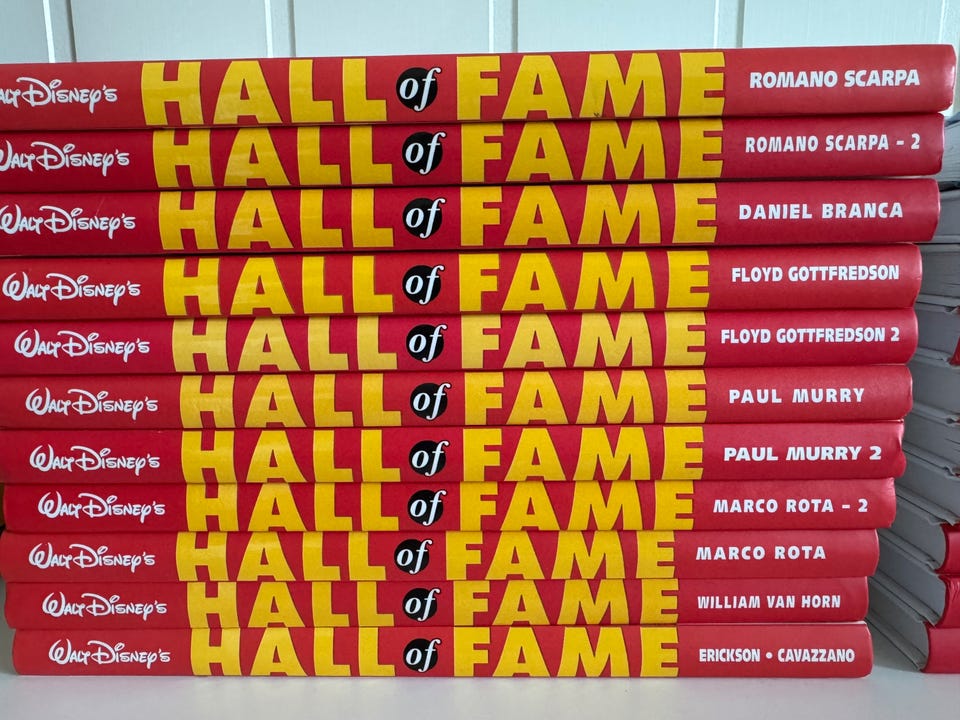 Walt Disney's HALL of FAME ROMANO SCARPA
Walt Disney's HALL of FAME ROMANO SCARPA - 2
Walt Disney's HALL of FAME DANIEL BRANCA
Walt Disney's HALL of FAME FLOYD GOTTFREDSON
Walt Disney's HALL of FAME FLOYD GOTTFREDSON 2
Walt Disney's HALL of FAME PAUL MURRY
Walt Disney's HALL of FAME PAUL MURRY 2
Walt Disney's HALL of FAME MARCO ROTA - 2
Walt Disney's HALL of FAME MARCO ROTA
Walt Disney's HALL of FAME WILLIAM VAN HORN
Walt Disney's HALL of FAME ERICKSON • CAVAZZANO